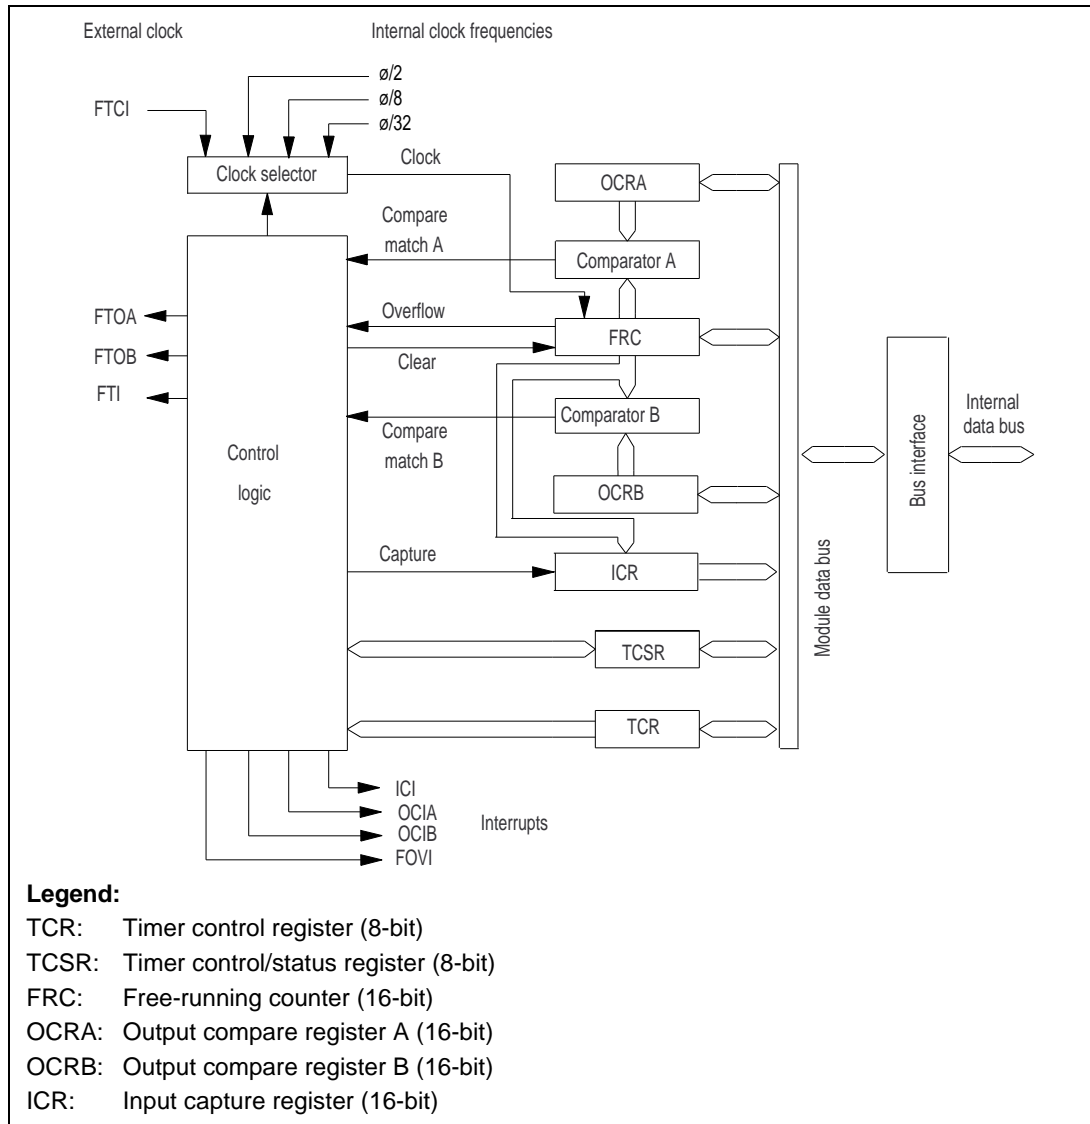 External clock
Internal clock frequencies
ø/2
ø/8
ø/32
FTCI
Clock selector
Clock
OCRA
Compare
match A
Comparator A
FTOA
Overflow
FRC
FTOB
Clear
FTI
Comparator B
Compare
match B
Control
logic
OCRB
Internal
data bus
Bus interface
Module data bus
Capture
ICR
TCSR
TCR
ICI
OCIA
OCIB
FOVI
Interrupts
Legend:
TCR: Timer control register (8-bit)
TCSR: Timer control/status register (8-bit)
FRC: Free-running counter (16-bit)
OCRA: Output compare register A (16-bit)
OCRB: Output compare register B (16-bit)
ICR: Input capture register (16-bit)